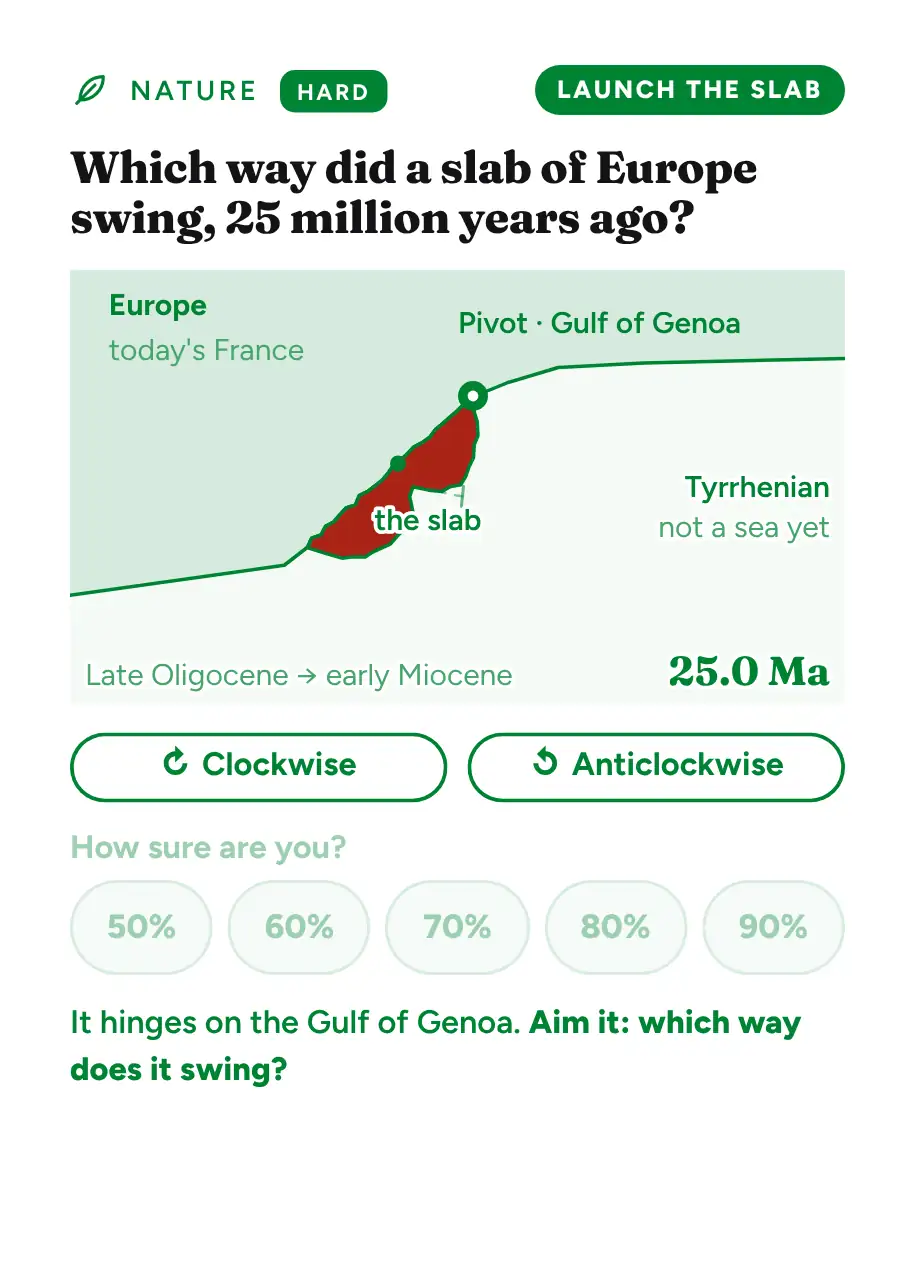 NATURE HARD LAUNCH THE SLAB
Which way did a slab of Europe
swing, 25 million years ago?
Europe
today's France
Pivot · Gulf of Genoa
Tyrrhenian
not a sea yet
the slab
Late Oligocene → early Miocene
25.0 Ma
↻ Clockwise
↺ Anticlockwise
How sure are you?
50% 60% 70% 80% 90%
It hinges on the Gulf of Genoa. Aim it: which way
does it swing?